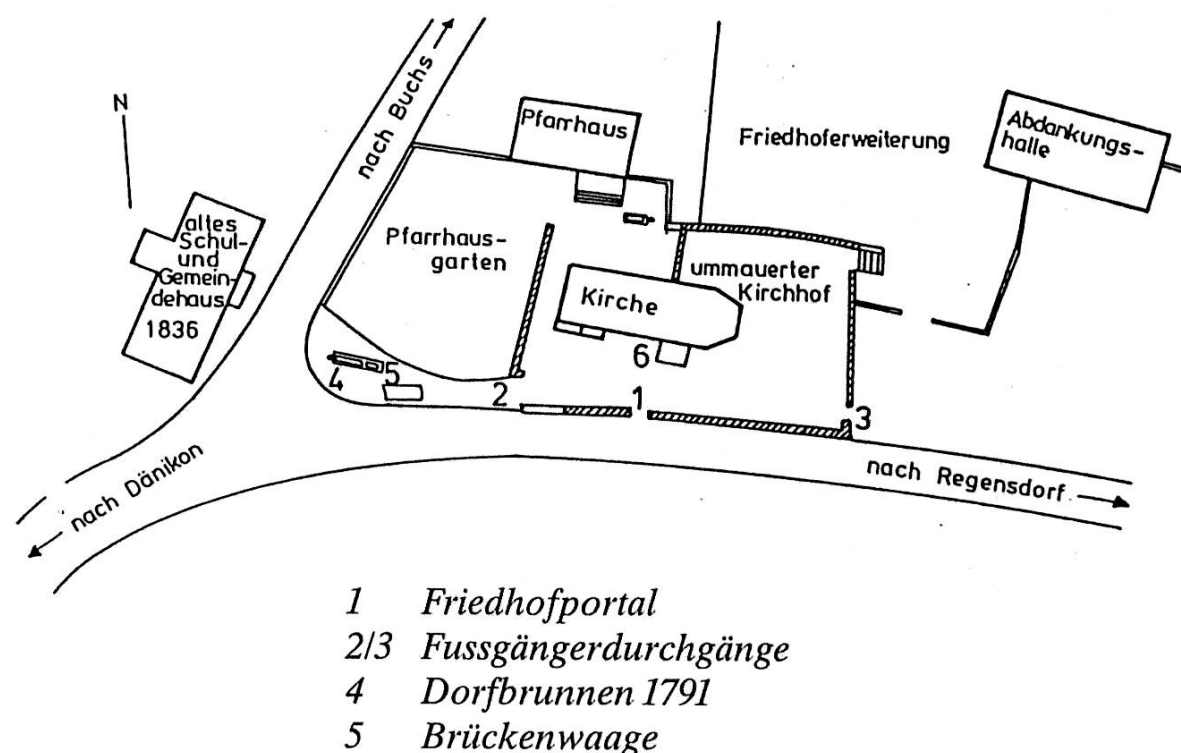 N
nach Buchs
Pfarrhaus
Friedhoferweiterung
Abdankungs-
halle
altes
Schul-
und
Gemein-
dehaus
1836
Pfarrhaus-
garten
ummauerter
Kirchhof
Kirche
6
4
5
2
1
3
nach Dänikon
nach Regensdorf
1 Friedhofportal
2/3 Fussgängerdurchgänge
4 Dorfbrunnen 1791
5 Brückenwaage